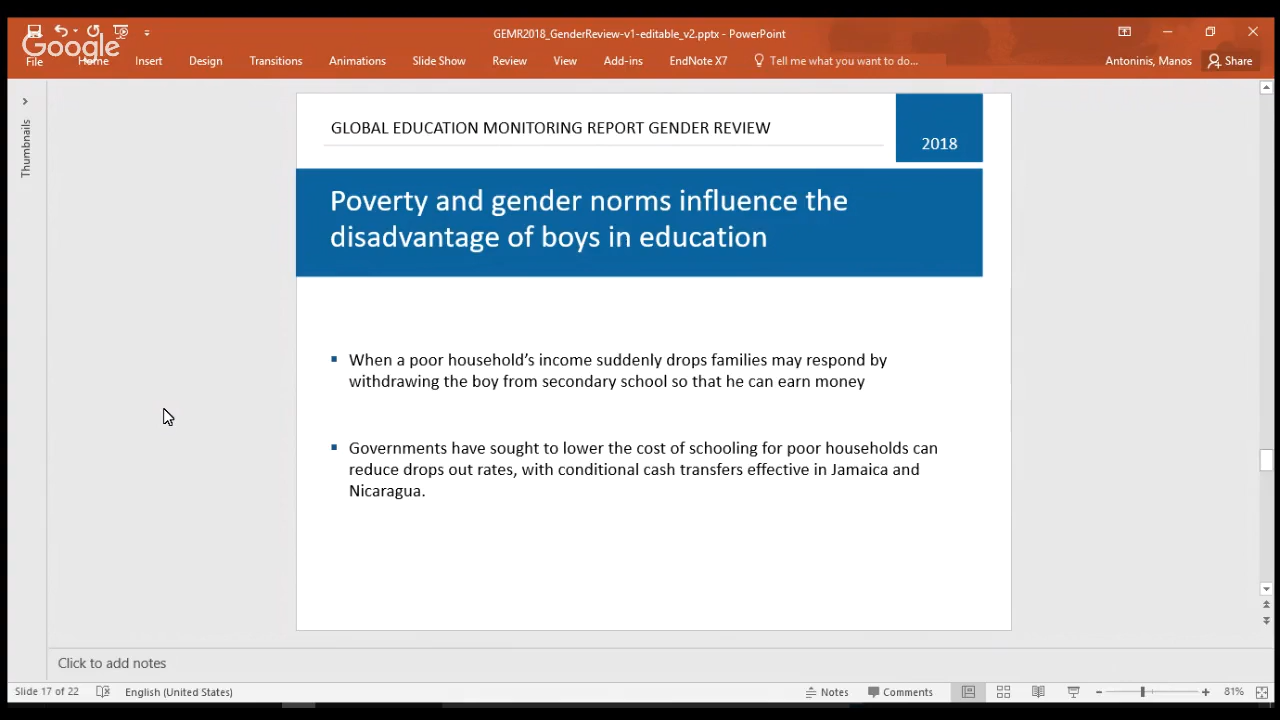 GEMR2018_GenderReview-v1-editable_v2.pptx - PowerPoint
Google
File Home Insert Design Transitions Animations Slide Show Review View Add-ins EndNote X7 Tell me what you want to do... Antoninis, Manos Share
Thumbnails
GLOBAL EDUCATION MONITORING REPORT GENDER REVIEW
2018
Poverty and gender norms influence the
disadvantage of boys in education
▪ When a poor household’s income suddenly drops families may respond by
withdrawing the boy from secondary school so that he can earn money
▪ Governments have sought to lower the cost of schooling for poor households can
reduce drops out rates, with conditional cash transfers effective in Jamaica and
Nicaragua.
Click to add notes
Slide 17 of 22 English (United States) Notes Comments 81%